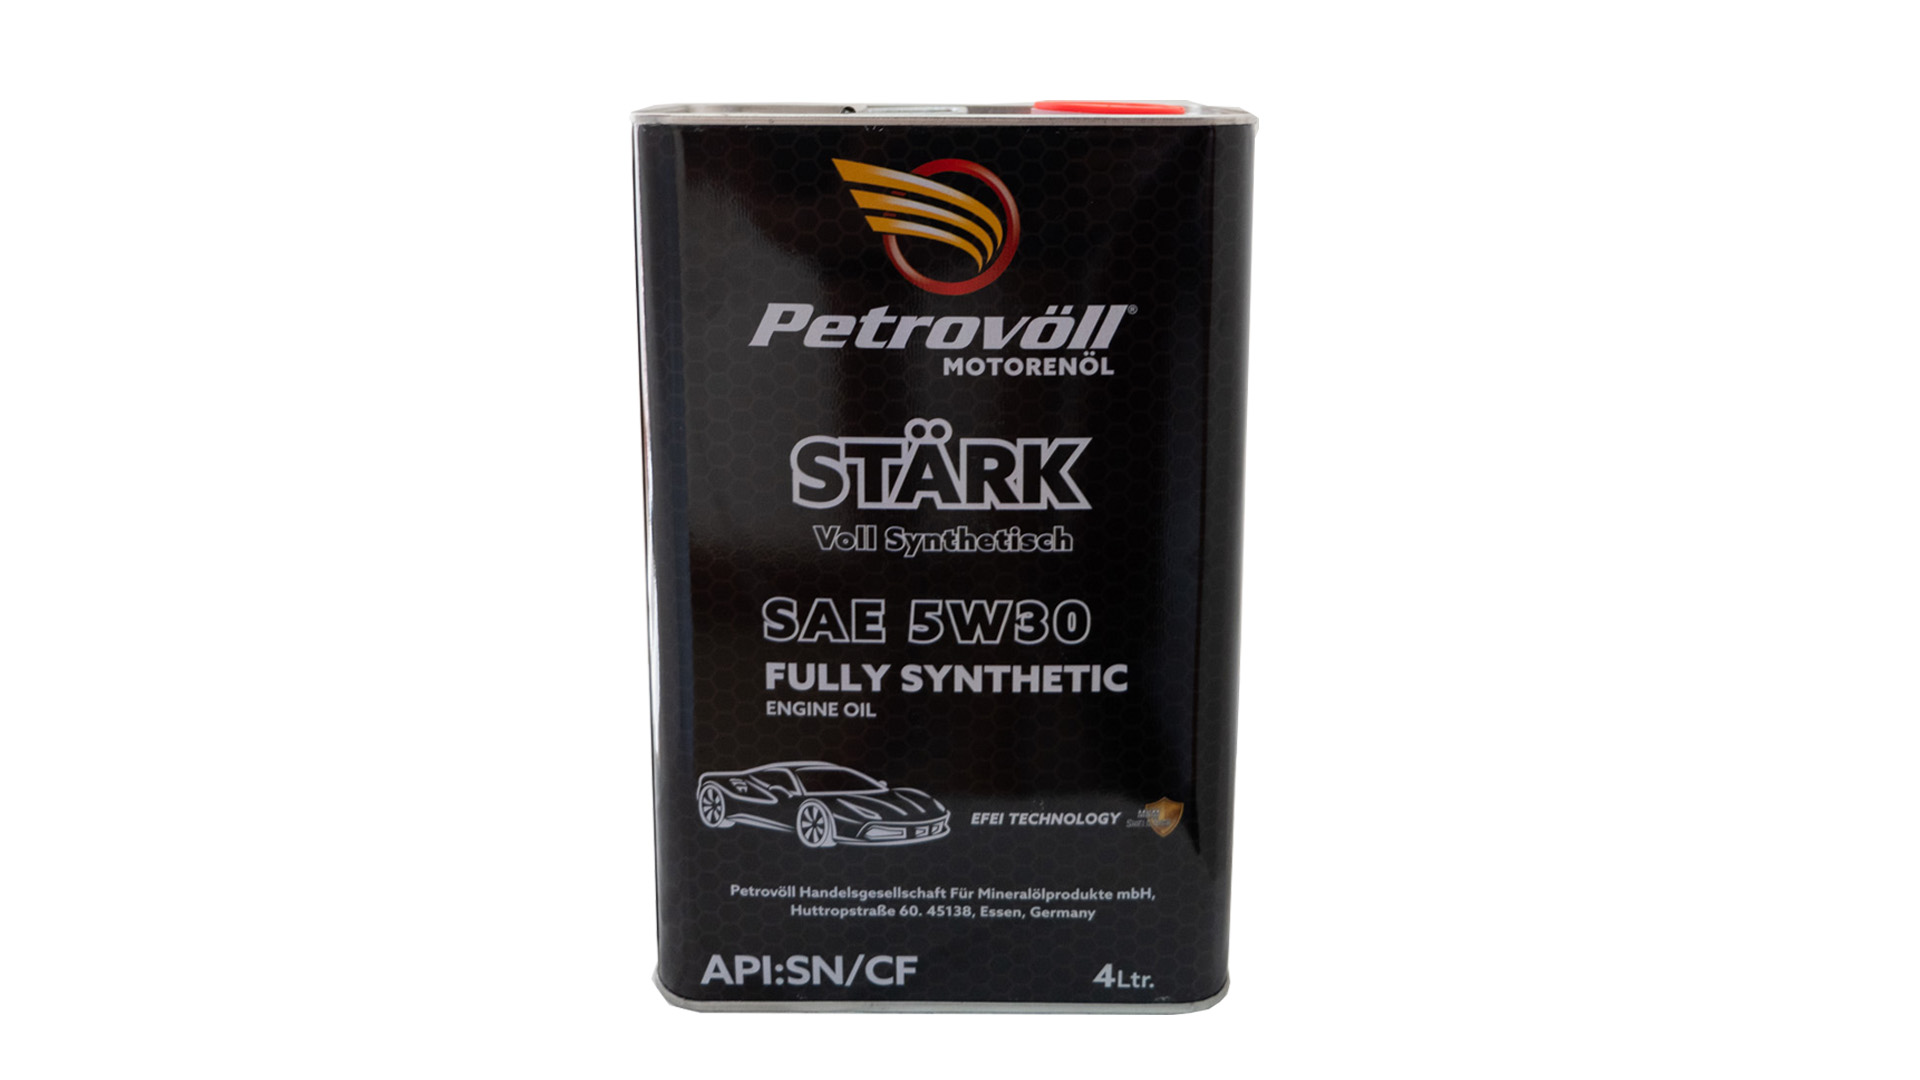 Petrovöll®
MOTORENÖL
STÄRK
Voll Synthetisch
SAE 5W30
FULLY SYNTHETIC
ENGINE OIL
EFEI TECHNOLOGY
Petrovöll Handelsgesellschaft Für Mineralölprodukte mbH,
Huttropstraße 60. 45138, Essen, Germany
API:SN/CF
4Ltr.